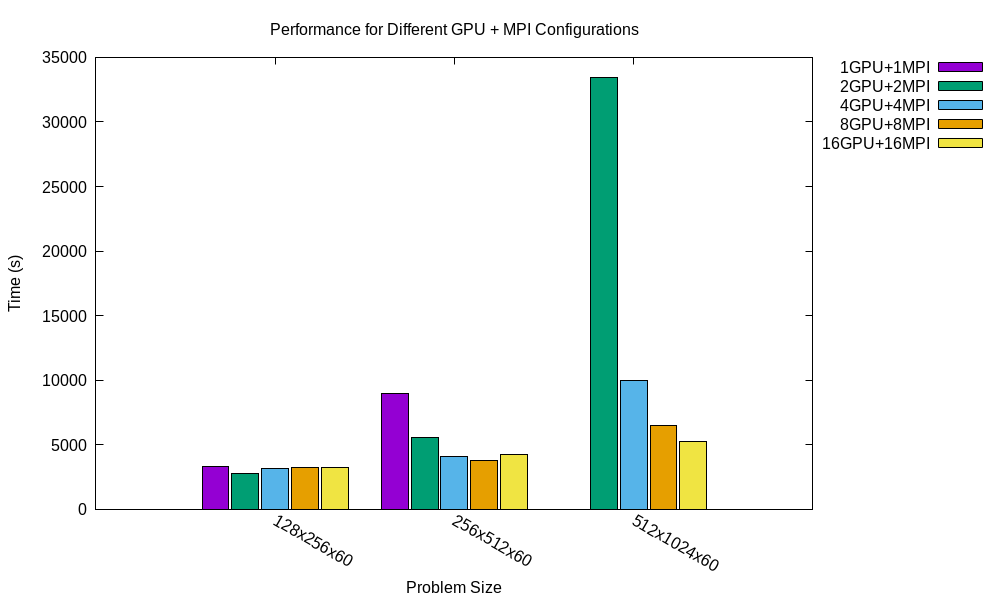 Performance for Different GPU + MPI Configurations
35000
30000
25000
20000
15000
10000
5000
0
Time (s)
1GPU+1MPI
2GPU+2MPI
4GPU+4MPI
8GPU+8MPI
16GPU+16MPI
128x256x60
256x512x60
512x1024x60
Problem Size